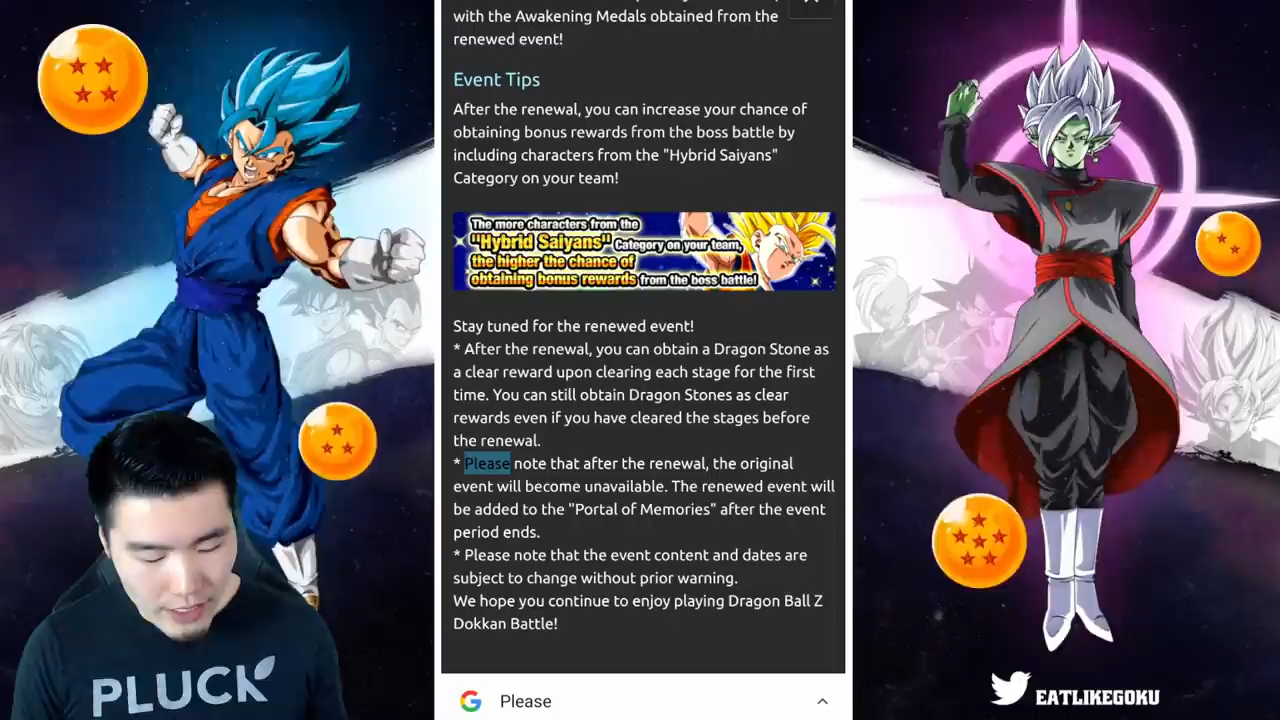 with the Awakening Medals obtained from the
renewed event!
Event Tips
After the renewal, you can increase your chance of
obtaining bonus rewards from the boss battle by
including characters from the "Hybrid Saiyans"
Category on your team!
The more characters from the
"Hybrid Saiyans" Category on your team,
the higher the chance of
obtaining bonus rewards from the boss battle!
Stay tuned for the renewed event!
* After the renewal, you can obtain a Dragon Stone as
a clear reward upon clearing each stage for the first
time. You can still obtain Dragon Stones as clear
rewards even if you have cleared the stages before
the renewal.
* Please note that after the renewal, the original
event will become unavailable. The renewed event will
be added to the "Portal of Memories" after the event
period ends.
* Please note that the event content and dates are
subject to change without prior warning.
We hope you continue to enjoy playing Dragon Ball Z
Dokkan Battle!
Please
PLUCK
EATLIKEGOKU